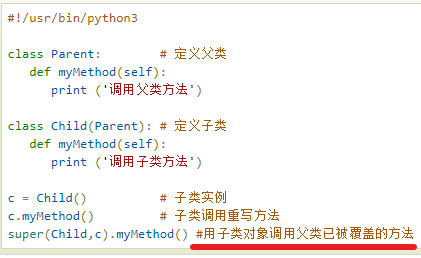 #!/usr/bin/python3
class Parent:        # 定义父类
   def myMethod(self):
      print ('调用父类方法')
class Child(Parent): # 定义子类
   def myMethod(self):
      print ('调用子类方法')
c = Child()          # 子类实例
c.myMethod()         # 子类调用重写方法
super(Child,c).myMethod() #用子类对象调用父类已被覆盖的方法